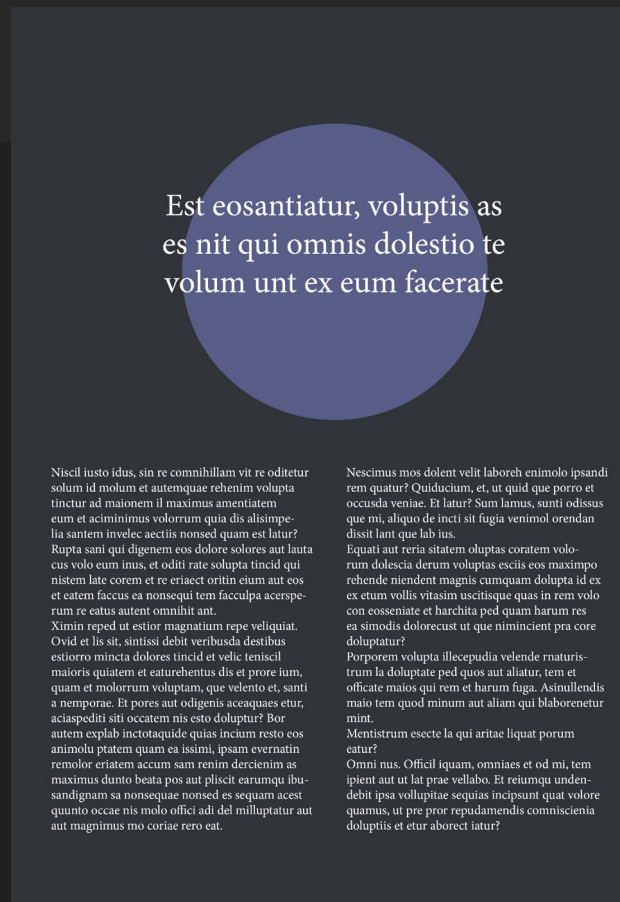 Est eosantiatur, voluptis as
es nit qui omnis dolestio te
volum unt ex eum facerate
Niscil iusto idus, sin re comnihillam vit re oditetur
solum id molum et autemquae rehenim volupta
tinctur ad maionem il maximus amentiatem
eum et aciminimus volorrum quia dis alisimpe-
lia santem invelec aectiis nonsed quam est latur?
Rupta sani qui digenem eos dolore solores aut lauta
cus volo eum inus, et oditi rate solupta tincid qui
nistem late corem et re eriaect oritin eium aut eos
et eatem faccus ea nonsequi tem facculpa acerspe-
rum re eatus autent omnihit ant.
Ximin reped ut estior magnatium repe veliquiat.
Ovid et lis sit, sintissi debit veribusda destibus
estiorro mincta dolores tincid et velic teniscil
maioris quiatem et eaturehentus dis et prore ium,
quam et molorrum voluptam, que velento et, santi
a nemporae. Et pores aut odigenis aceaquaes etur,
aciaspediti siti occatem nis esto doluptur? Bor
autem explab inctotaquide quias incium resto eos
animolu ptatem quam ea issimi, ipsam evernatin
remolor eriatem accum sam renim dercienim as
maximus dunto beata pos aut pliscit earumqu ibu-
sandignam sa nonsequae nonsed es sequam acest
quunto occae nis molo offici adi del milluptatur aut
aut magnimus mo coriae rero eat.
Nescimus mos dolent velit laboreh enimolo ipsandi
rem quatur? Quiducium, et, ut quid que porro et
occusda veniae. Et latur? Sum lamus, sunti odissus
que mi, aliquo de incti sit fugia venimol orendan
dissit lant que lab ius.
Equati aut reria sitatem oluptas coratem volo-
rum dolescia derum voluptas esciis eos maximpo
rehende niendent magnis cumquam dolupta id ex
ex etum vollis vitasim uscitisque quas in rem volo
con eosseniate et harchita ped quam harum res
ea simodis dolorecust ut que nimincient pra core
doluptatur?
Porporem volupta illecepudia velende rnaturis-
trum la doluptate ped quos aut aliatur, tem et
officate maios qui rem et harum fuga. Asinullendis
maio tem quod minum aut aliam qui blaborenetur
mint.
Mentistrum esecte la qui aritae liquat porum
eatur?
Omni nus. Officil iquam, omniaes et od mi, tem
ipient aut ut lat prae vellabo. Et reiumqu unden-
debit ipsa vollupitae sequias incipsunt quat volore
quamus, ut pre pror repudamendis comniscienia
doluptiis et etur aborect iatur?